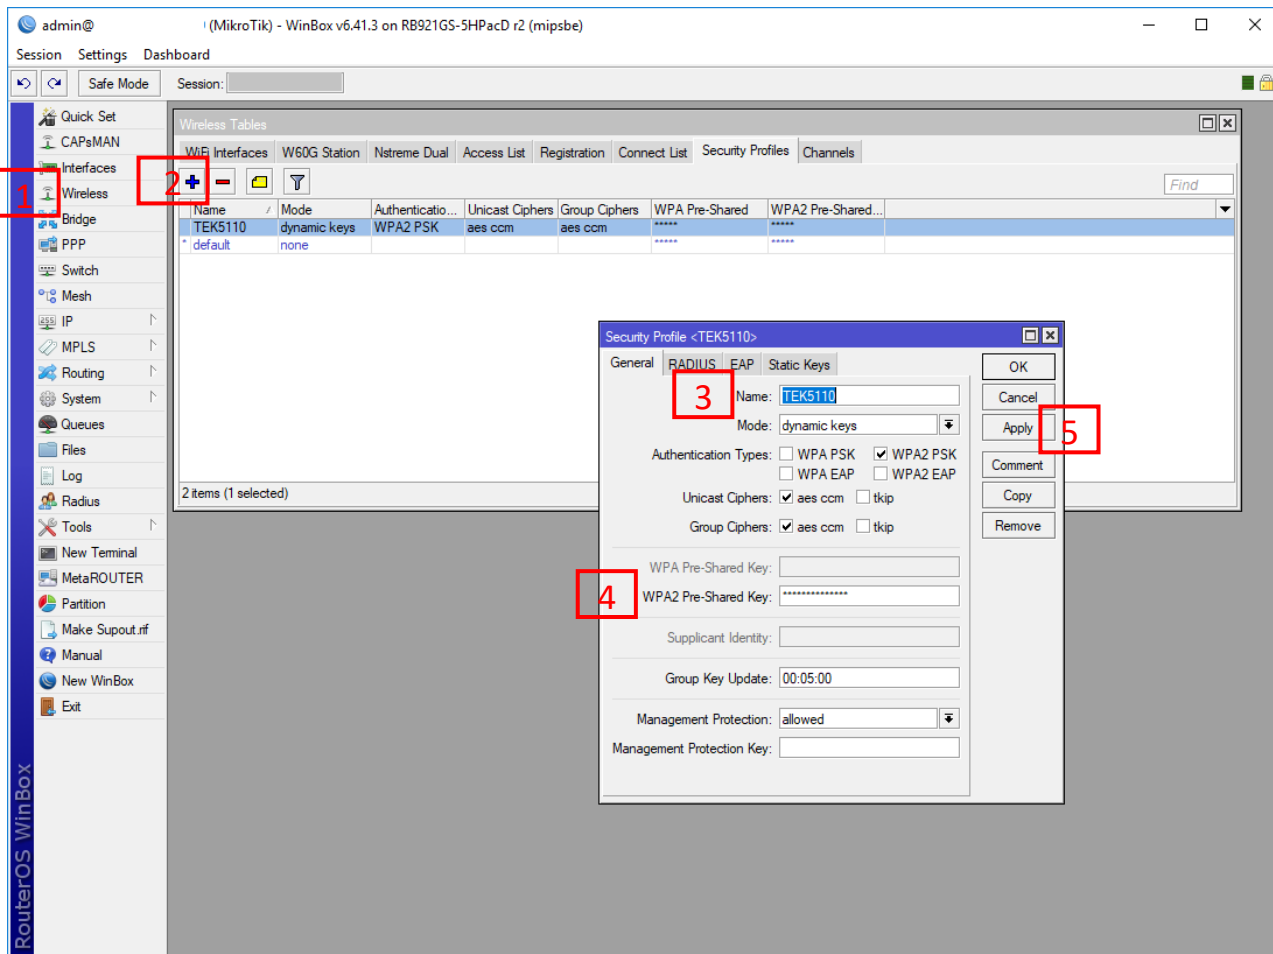 admin@ (MikroTik) - WinBox v6.41.3 on RB921GS-5HPacD r2 (mipsbe)
Session Settings Dashboard
Safe Mode Session:
Quick Set
CAPsMAN
Interfaces
1 Wireless
Bridge
PPP
Switch
Mesh
IP
MPLS
Routing
System
Queues
Files
Log
Radius
Tools
New Terminal
MetaROUTER
Partition
Make Supout.rif
Manual
New WinBox
Exit
RouterOS WinBox
Wireless Tables
WiFi Interfaces W60G Station Nstreme Dual Access List Registration Connect List Security Profiles Channels
2 Find
Name Mode Authenticatio... Unicast Ciphers Group Ciphers WPA Pre-Shared WPA2 Pre-Shared...
TEK5110 dynamic keys WPA2 PSK aes ccm aes ccm ***** *****
* default none ***** *****
2 items (1 selected)
Security Profile <TEK5110>
General RADIUS EAP Static Keys
3 Name: TEK5110
Mode: dynamic keys
Authentication Types: WPA PSK WPA2 PSK
WPA EAP WPA2 EAP
Unicast Ciphers: aes ccm tkip
Group Ciphers: aes ccm tkip
WPA Pre-Shared Key:
4 WPA2 Pre-Shared Key: **************
Supplicant Identity:
Group Key Update: 00:05:00
Management Protection: allowed
Management Protection Key:
OK
Cancel
Apply 5
Comment
Copy
Remove